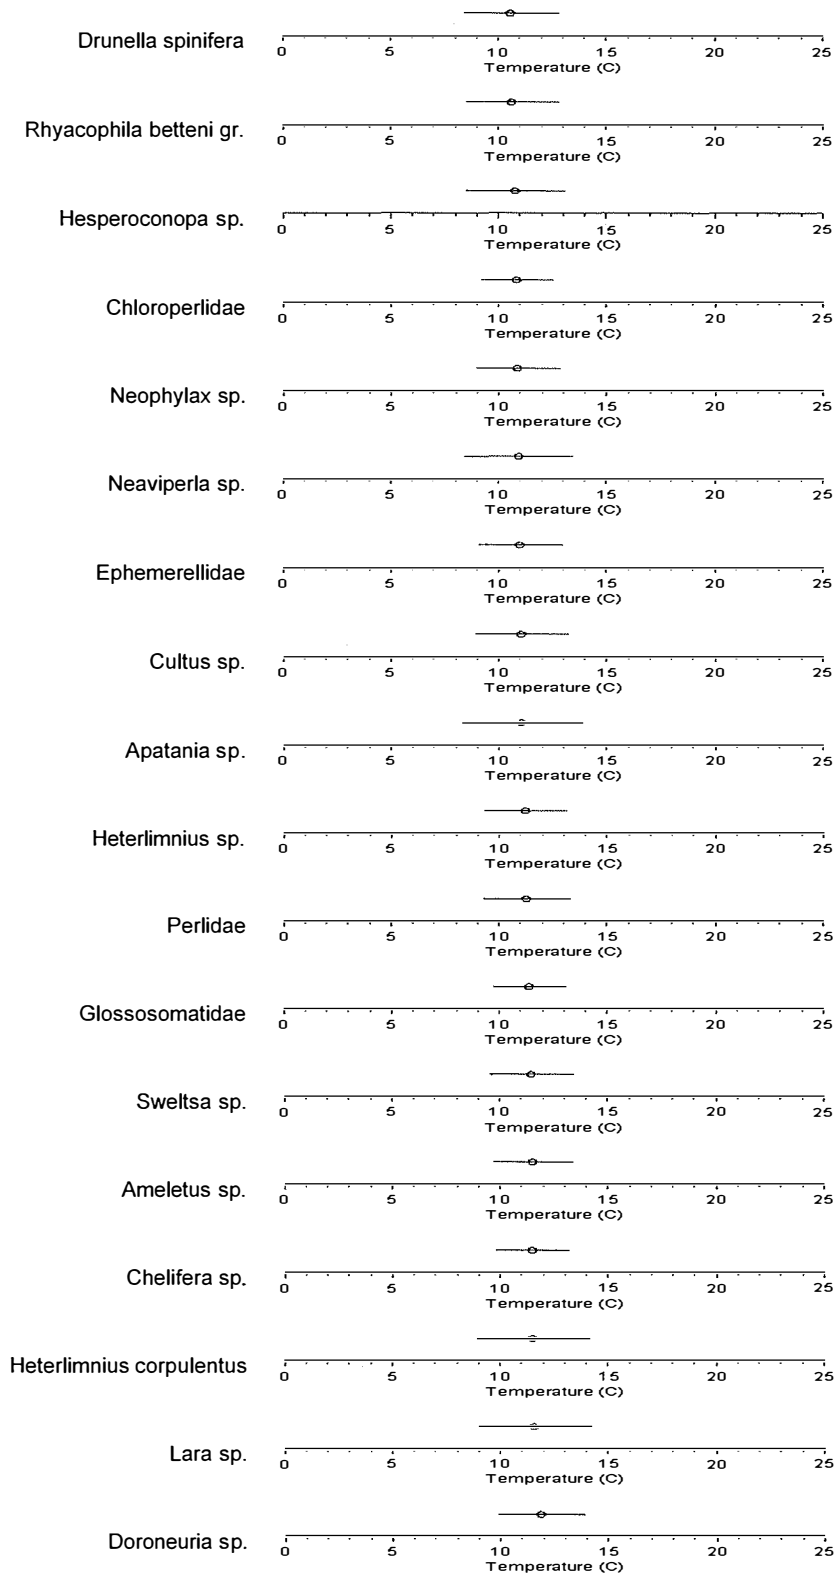 Drunella spinifera
0 5 10 15 20 25
Temperature (C)
Rhyacophila betteni gr.
0 5 10 15 20 25
Temperature (C)
Hesperoconopa sp.
0 5 10 15 20 25
Temperature (C)
Chloroperlidae
0 5 10 15 20 25
Temperature (C)
Neophylax sp.
0 5 10 15 20 25
Temperature (C)
Neaviperla sp.
0 5 10 15 20 25
Temperature (C)
Ephemerellidae
0 5 10 15 20 25
Temperature (C)
Cultus sp.
0 5 10 15 20 25
Temperature (C)
Apatania sp.
0 5 10 15 20 25
Temperature (C)
Heterlimnius sp.
0 5 10 15 20 25
Temperature (C)
Perlidae
0 5 10 15 20 25
Temperature (C)
Glossosomatidae
0 5 10 15 20 25
Temperature (C)
Sweltsa sp.
0 5 10 15 20 25
Temperature (C)
Ameletus sp.
0 5 10 15 20 25
Temperature (C)
Chelifera sp.
0 5 10 15 20 25
Temperature (C)
Heterlimnius corpulentus
0 5 10 15 20 25
Temperature (C)
Lara sp.
0 5 10 15 20 25
Temperature (C)
Doroneuria sp.
0 5 10 15 20 25
Temperature (C)